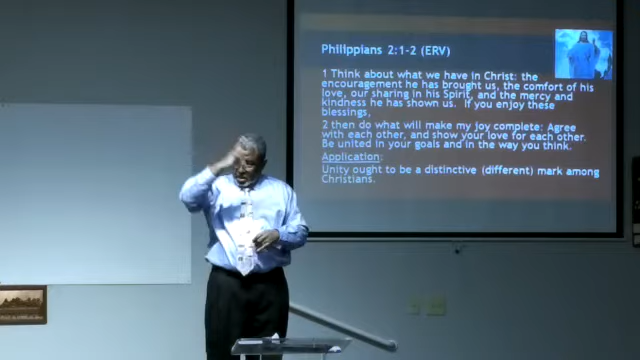 Philippians 2:1-2 (ERV)
1 Think about what we have in Christ: the
encouragement he has brought us, the comfort of his
love, our sharing in his Spirit, and the mercy and
kindness he has shown us. If you enjoy these
blessings,
2 then do what will make my joy complete: Agree
with each other, and show your love for each other.
Be united in your goals and in the way you think.
Application:
Unity ought to be a distinctive (different) mark among
Christians.